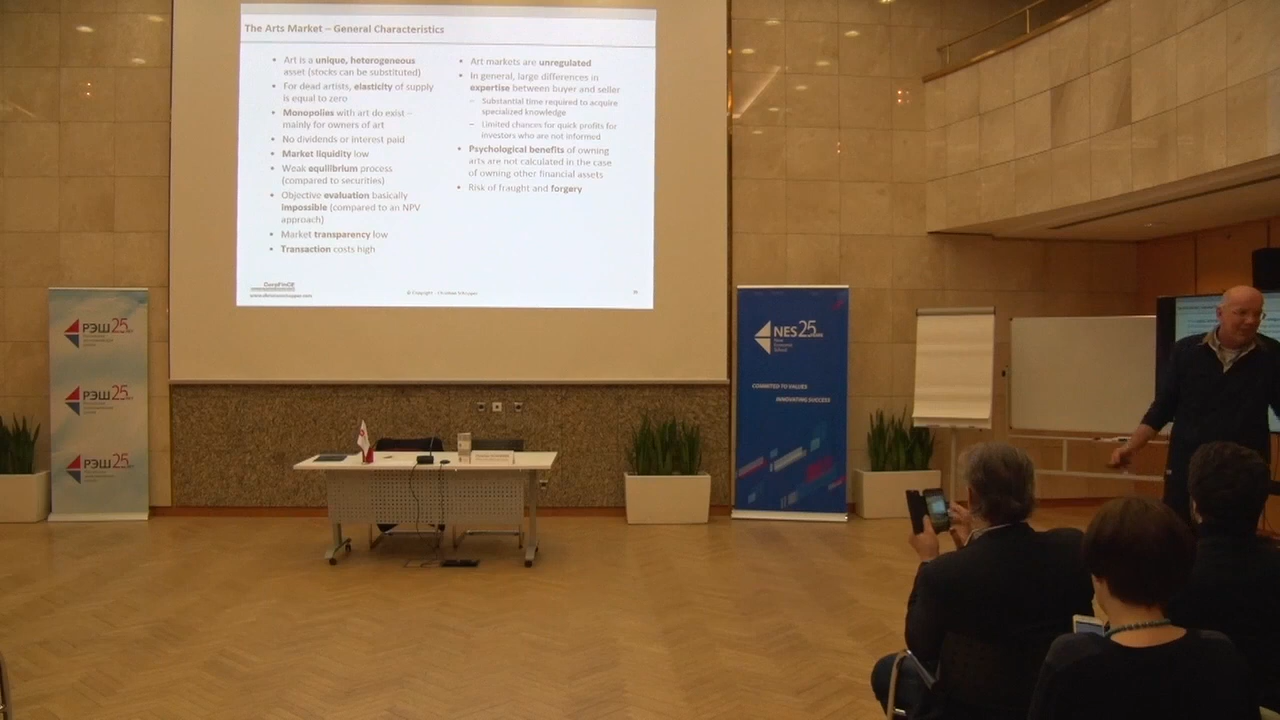 The Arts Market – General Characteristics
• Art is a unique, heterogeneous
asset (stocks can be substituted)
• For dead artists, elasticity of supply
is equal to zero
• Monopolies with art do exist –
mainly for owners of art
• No dividends or interest paid
• Market liquidity low
• Weak equilibrium process
(compared to securities)
• Objective evaluation basically
impossible (compared to an NPV
approach)
• Market transparency low
• Transaction costs high
• Art markets are unregulated
• In general, large differences in
expertise between buyer and seller
– Substantial time required to acquire
specialized knowledge
– Limited chances for quick profits for
investors who are not informed
• Psychological benefits of owning
arts are not calculated in the case
of owning other financial assets
• Risk of fraught and forgery
CorpFinCE
© Copyright - Christian Schopper
РЭШ 25
РЭШ 25
РЭШ 25
NES 25
New
Economic
School
COMMITED TO VALUES
INNOVATING SUCCESS